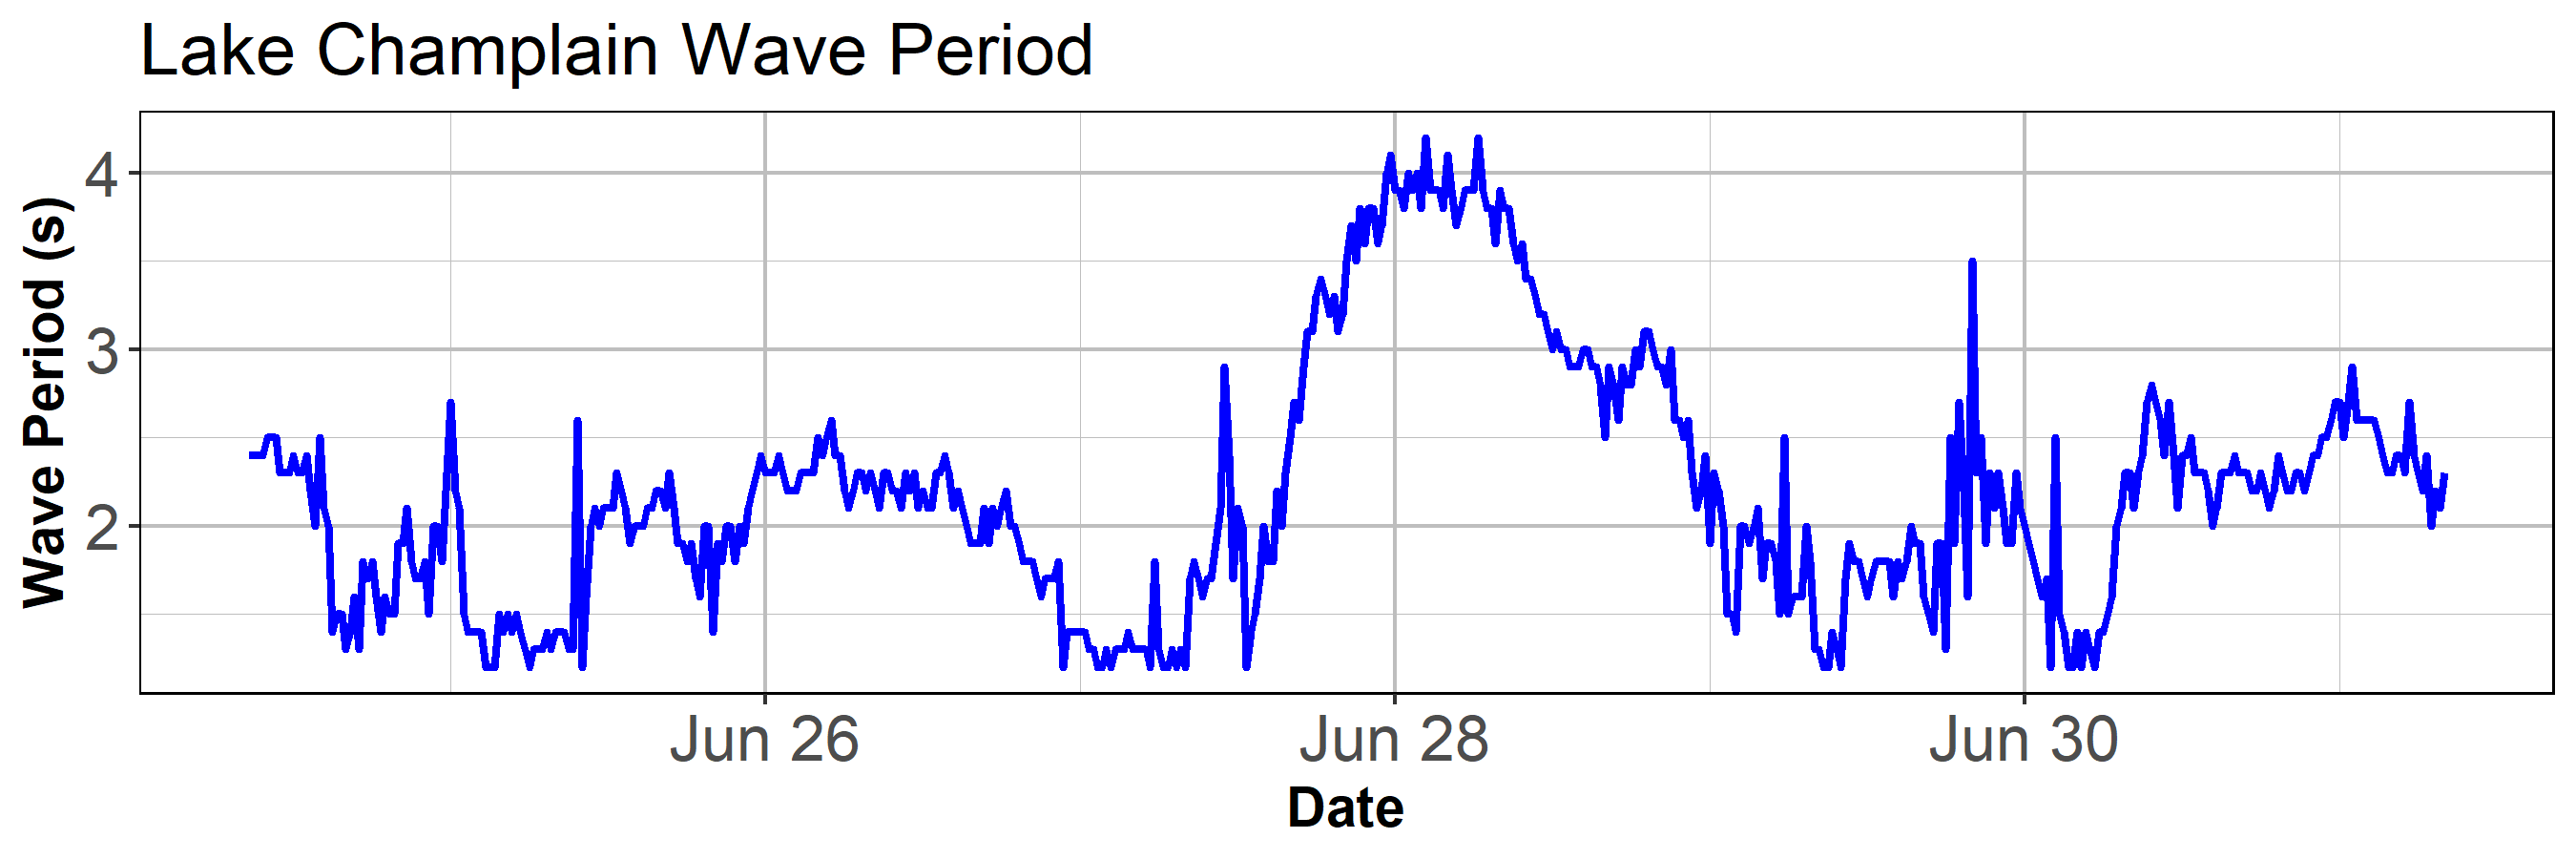 Lake Champlain Wave Period
Wave Period (s)
4
3
2
Jun 26
Jun 28
Jun 30
Date